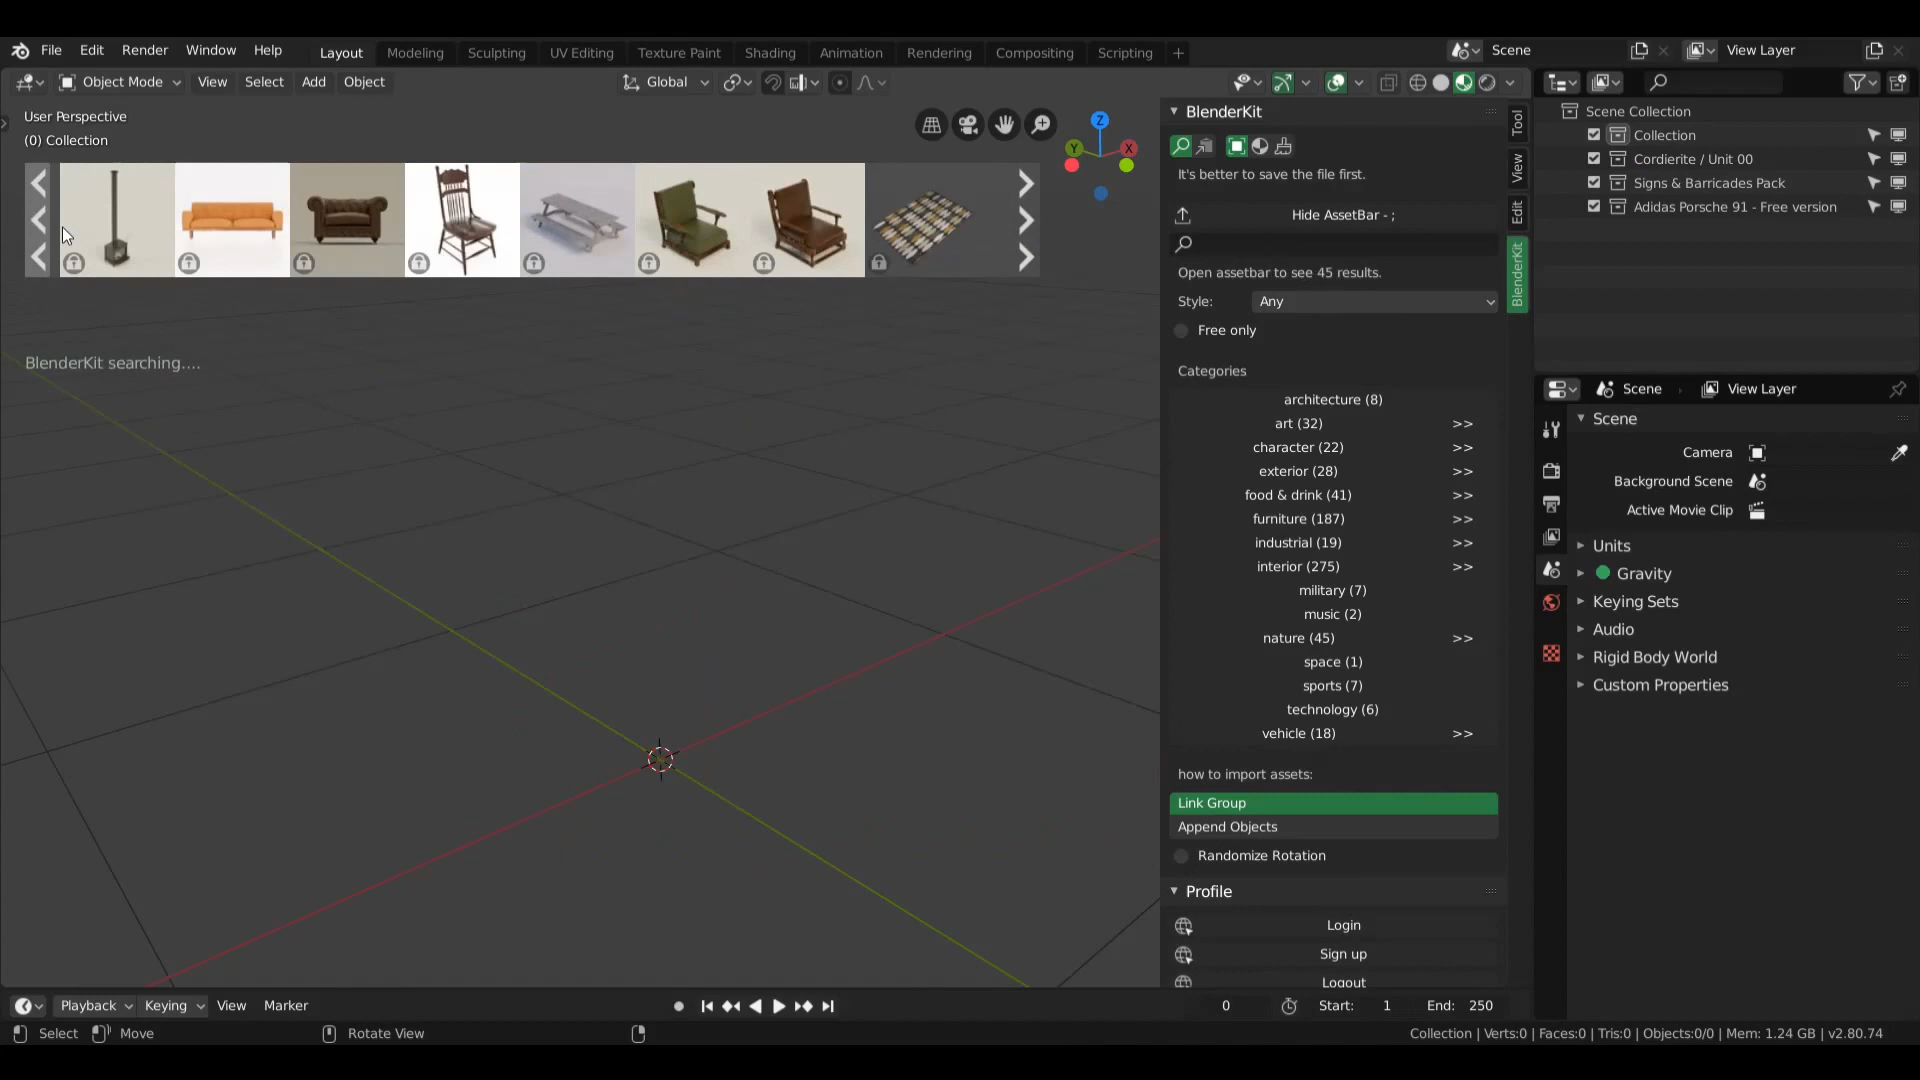 File Edit Render Window Help Layout Modeling Sculpting UV Editing Texture Paint Shading Animation Rendering Compositing Scripting + Scene View Layer
Object Mode View Select Add Object Global
User Perspective
(0) Collection
Z
Y
X
BlenderKit searching....
BlenderKit
It's better to save the file first.
Hide AssetBar - ;
Open assetbar to see 45 results.
Style: Any
Free only
Categories
architecture (8)
art (32) >>
character (22) >>
exterior (28) >>
food & drink (41) >>
furniture (187) >>
industrial (19) >>
interior (275) >>
military (7)
music (2)
nature (45) >>
space (1)
sports (7)
technology (6)
vehicle (18) >>
how to import assets:
Link Group
Append Objects
Randomize Rotation
Profile
Login
Sign up
Logout
Tool
View
Edit
BlenderKit
Scene Collection
Collection
Cordierite / Unit 00
Signs & Barricades Pack
Adidas Porsche 91 - Free version
Scene View Layer
Scene
Camera
Background Scene
Active Movie Clip
Units
Gravity
Keying Sets
Audio
Rigid Body World
Custom Properties
Playback Keying View Marker 0 Start: 1 End: 250
Select Move Rotate View Collection | Verts:0 | Faces:0 | Tris:0 | Objects:0/0 | Mem: 1.24 GB | v2.80.74